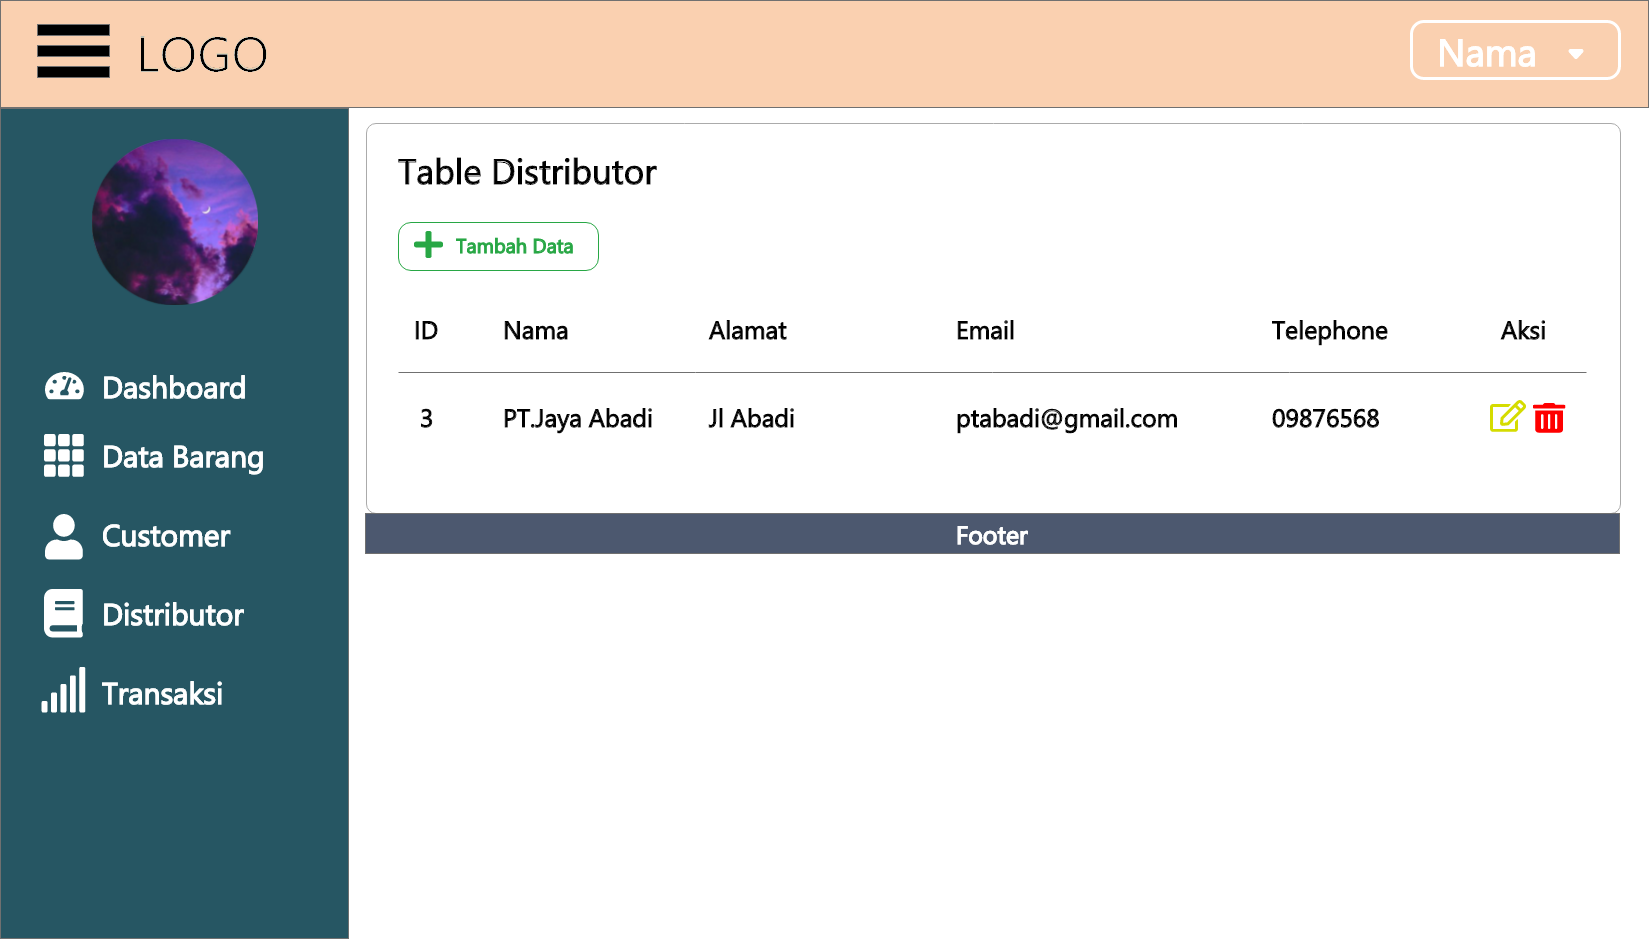 LOGO
Nama
Dashboard
Data Barang
Customer
Distributor
Transaksi
Table Distributor
Tambah Data
ID Nama Alamat Email Telephone Aksi
3 PT.Jaya Abadi Jl Abadi ptabadi@gmail.com 09876568
Footer